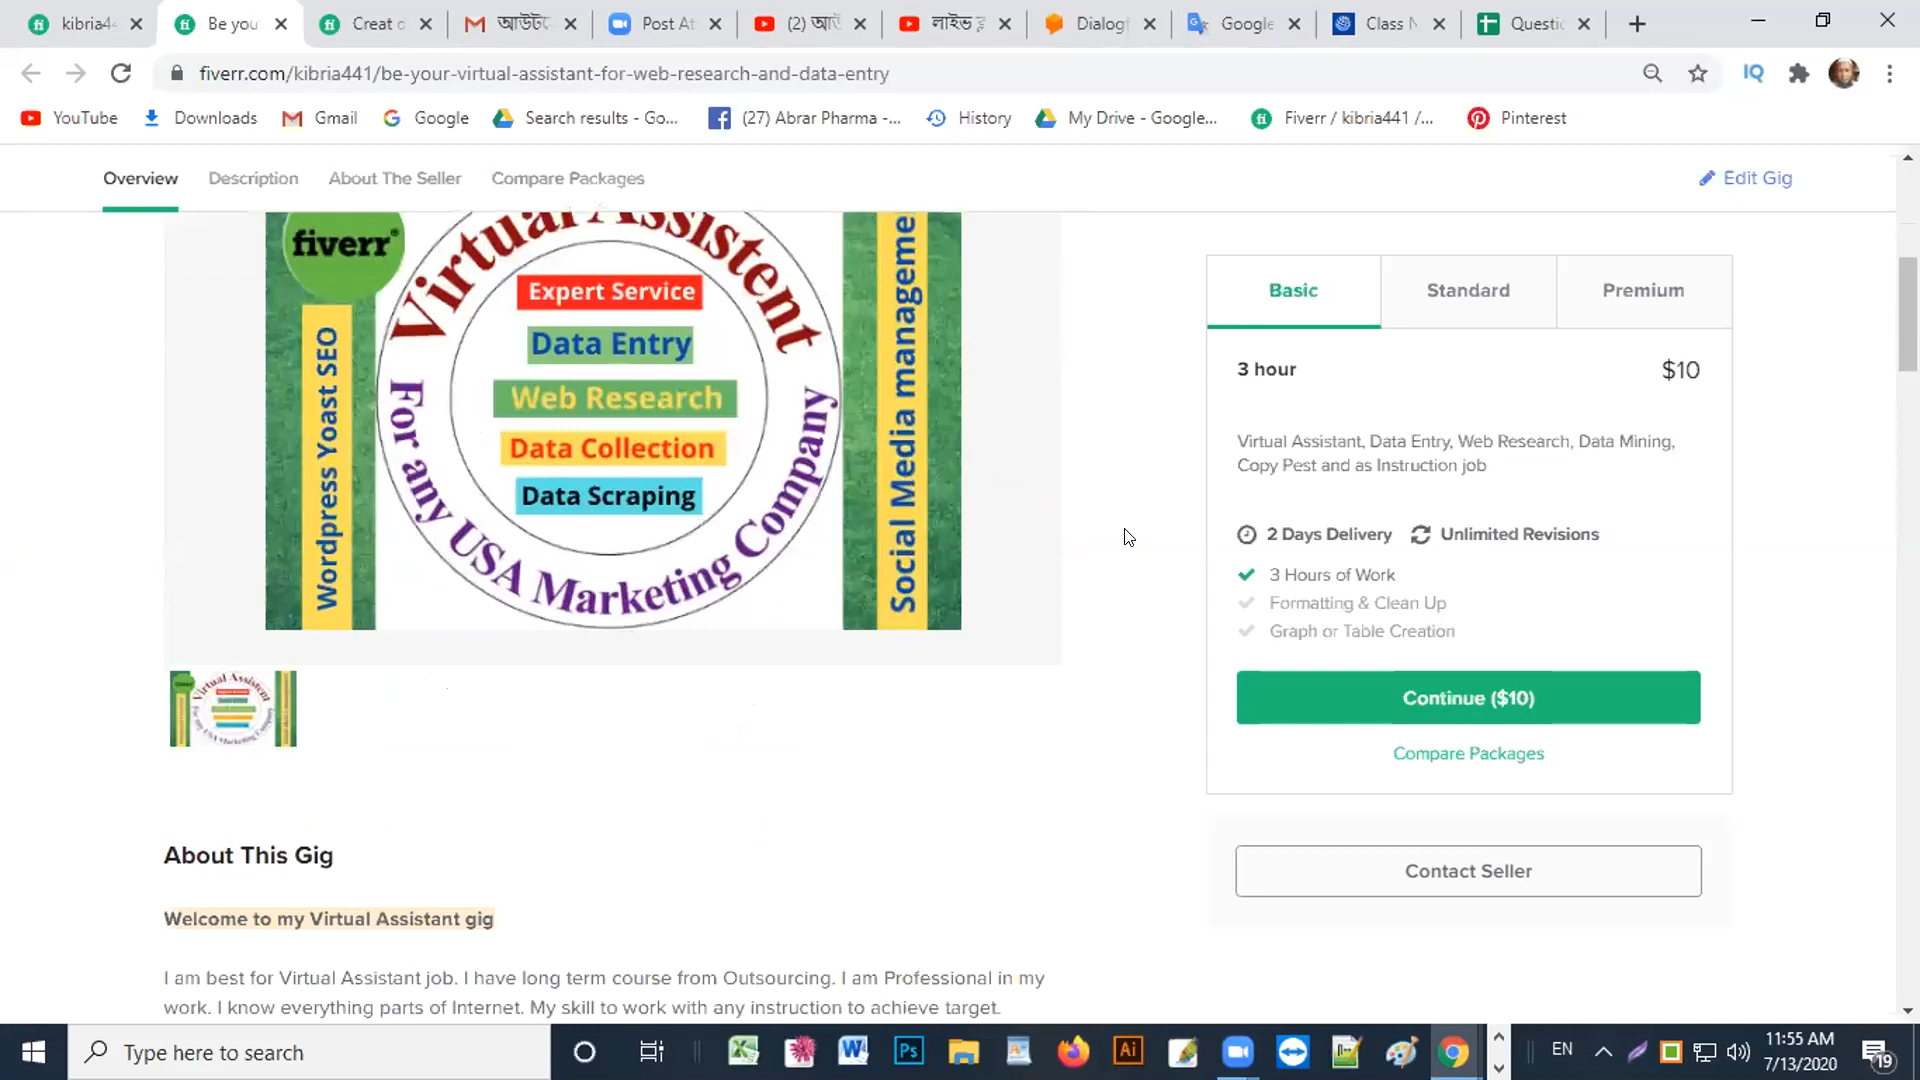 kibria4
Be you
Creat d
আউট
Post At
(2) আ
লাইভ
Dialog
Google
Class N
Questic
fiverr.com/kibria441/be-your-virtual-assistant-for-web-research-and-data-entry
IQ
YouTube
Downloads
Gmail
Google
Search results - Go...
(27) Abrar Pharma -...
History
My Drive - Google...
Fiverr / kibria441 /...
Pinterest
Overview
Description
About The Seller
Compare Packages
Edit Gig
fiverr®
Virtual Assistent
For any USA Marketing Company
Wordpress Yoast SEO
Expert Service
Data Entry
Web Research
Data Collection
Data Scraping
Social Media manageme
Basic
Standard
Premium
3 hour
$10
Virtual Assistant, Data Entry, Web Research, Data Mining,
Copy Pest and as Instruction job
2 Days Delivery
Unlimited Revisions
3 Hours of Work
Formatting & Clean Up
Graph or Table Creation
Continue ($10)
Compare Packages
Contact Seller
About This Gig
Welcome to my Virtual Assistant gig
I am best for Virtual Assistant job. I have long term course from Outsourcing. I am Professional in my
work. I know everything parts of Internet. My skill to work with any instruction to achieve target.
Type here to search
Ps
Ai
EN
11:55 AM
7/13/2020
19